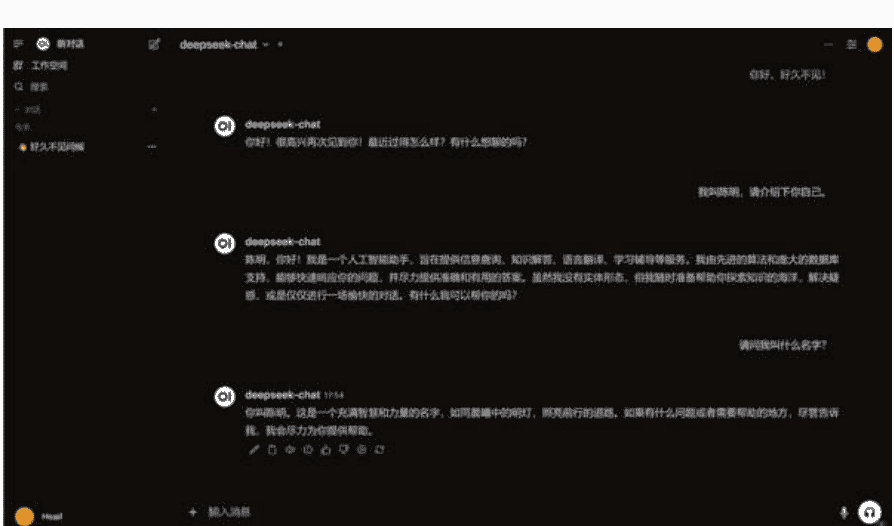 新对话
deepseek-chat
工作空间
搜索
对话
今天
好久不见问候
你好，好久不见！
deepseek-chat
你好！很高兴再次见到你！最近过得怎么样？有什么想聊的吗？
我叫陈明，请介绍下你自己。
deepseek-chat
陈明，你好！我是一个人工智能助手，旨在提供信息查询、知识解答、语言翻译、学习辅导等服务。我由先进的算法和庞大的数据库
支持，能够快速响应你的问题，并尽力提供准确和有用的答案。虽然我没有实体形态，但我随时准备帮助你探索知识的海洋，解决疑
惑，或是仅仅进行一场愉快的对话。有什么我可以帮你的吗？
请问我叫什么名字？
deepseek-chat 17:54
你叫陈明。这是一个充满智慧和力量的名字，如同晨曦中的明灯，照亮前行的道路。如果有什么问题或者需要帮助的地方，尽管告诉
我，我会尽力为你提供帮助。
输入消息